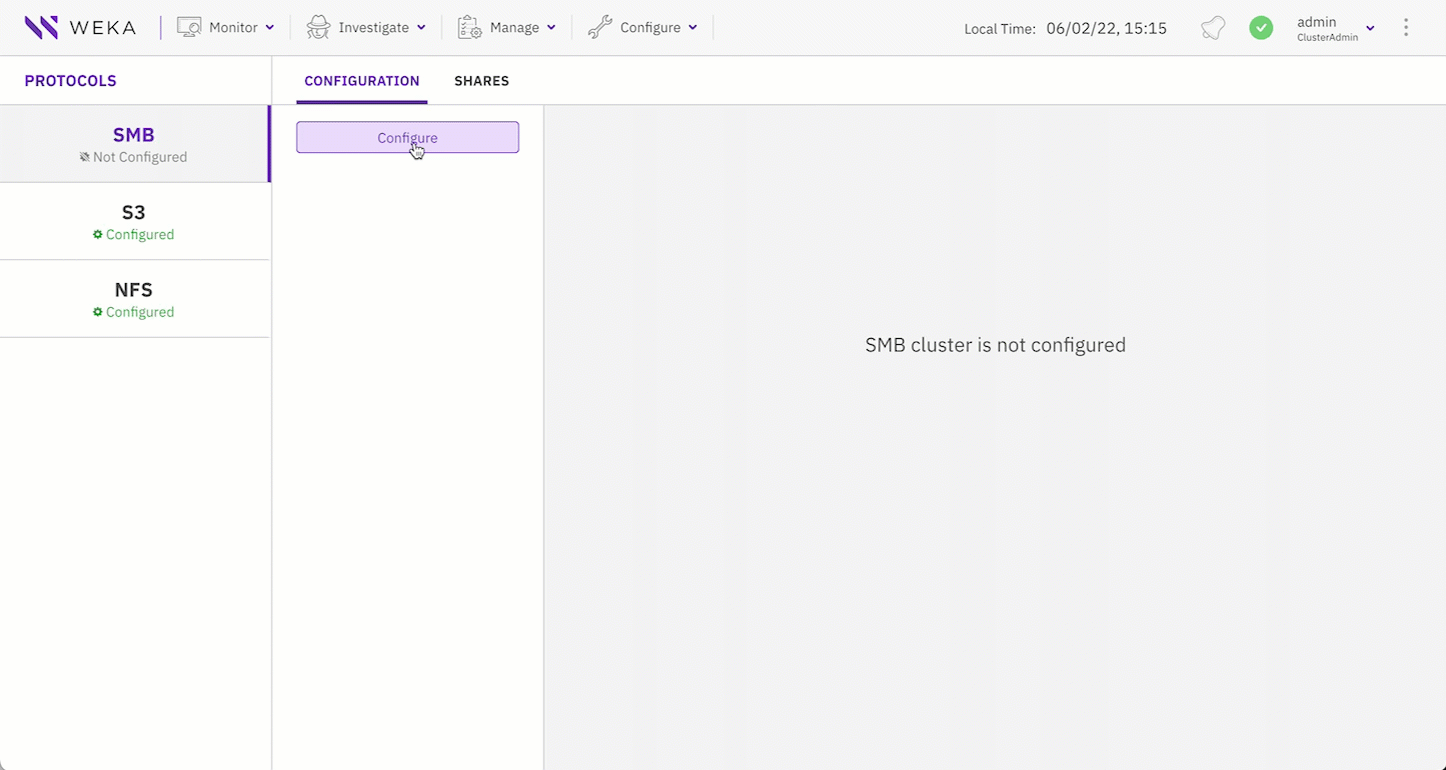 WEKA
Monitor
Investigate
Manage
Configure
Local Time: 06/02/22, 15:15
admin
ClusterAdmin
PROTOCOLS
CONFIGURATION
SHARES
SMB
Not Configured
S3
Configured
NFS
Configured
Configure
SMB cluster is not configured